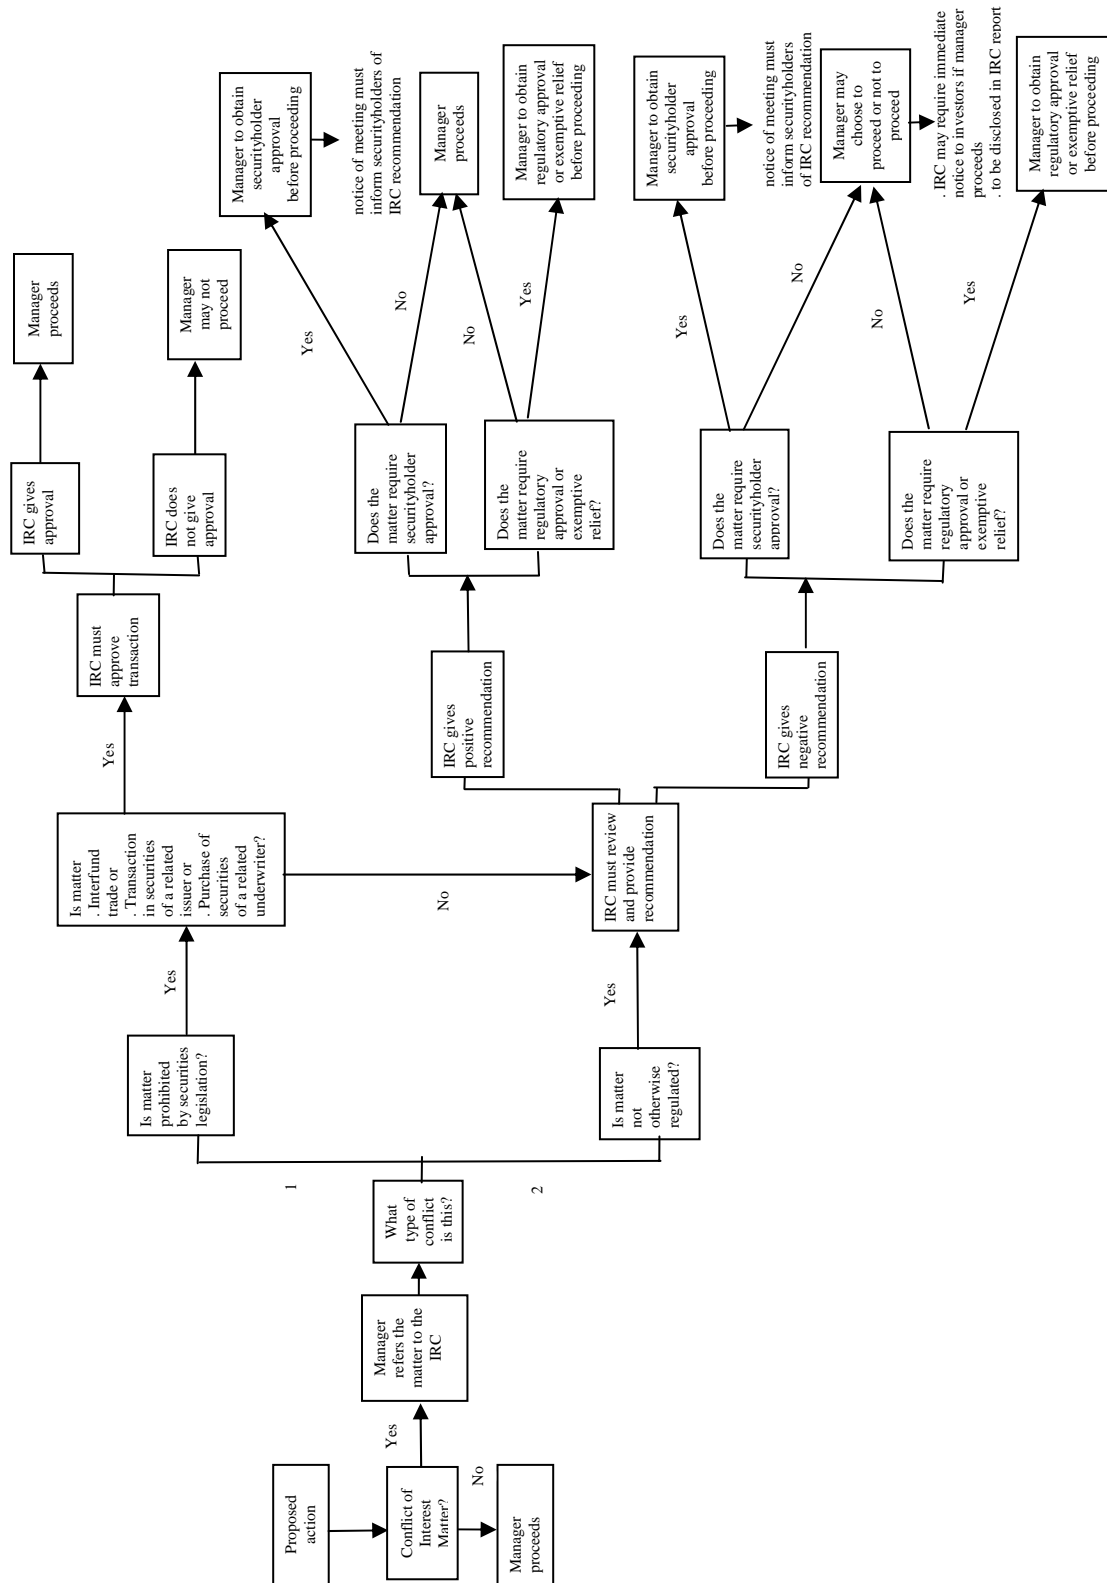 Proposed
action
Conflict of
Interest
Matter?
No
Manager
proceeds
Yes
Manager
refers the
matter to the
IRC
What
type of
conflict
is this?
1
2
Is matter
prohibited
by securities
legislation?
Yes
Is matter
. Interfund
trade or
. Transaction
in securities
of a related
issuer or
. Purchase of
securities
of a related
underwriter?
Yes
IRC must
approve
transaction
IRC gives
approval
Manager
proceeds
IRC does
not give
approval
Manager
may not
proceed
No
Is matter
not
otherwise
regulated?
Yes
IRC must review
and provide
recommendation
IRC gives
positive
recommendation
Does the
matter require
securityholder
approval?
Yes
Manager to obtain
securityholder
approval
before proceeding
notice of meeting must
inform securityholders of
IRC recommendation
No
Manager
proceeds
Does the
matter require
regulatory
approval or
exemptive
relief?
No
Yes
Manager to obtain
regulatory approval
or exemptive relief
before proceeding
IRC gives
negative
recommendation
Does the
matter require
securityholder
approval?
Yes
Manager to obtain
securityholder
approval
before proceeding
notice of meeting must
inform securityholders
of IRC recommendation
No
Manager may
choose to
proceed or not to
proceed
. IRC may require immediate
notice to investors if manager
proceeds
. to be disclosed in IRC report
Does the
matter require
regulatory
approval or
exemptive
relief?
No
Yes
Manager to obtain
regulatory approval
or exemptive relief
before proceeding